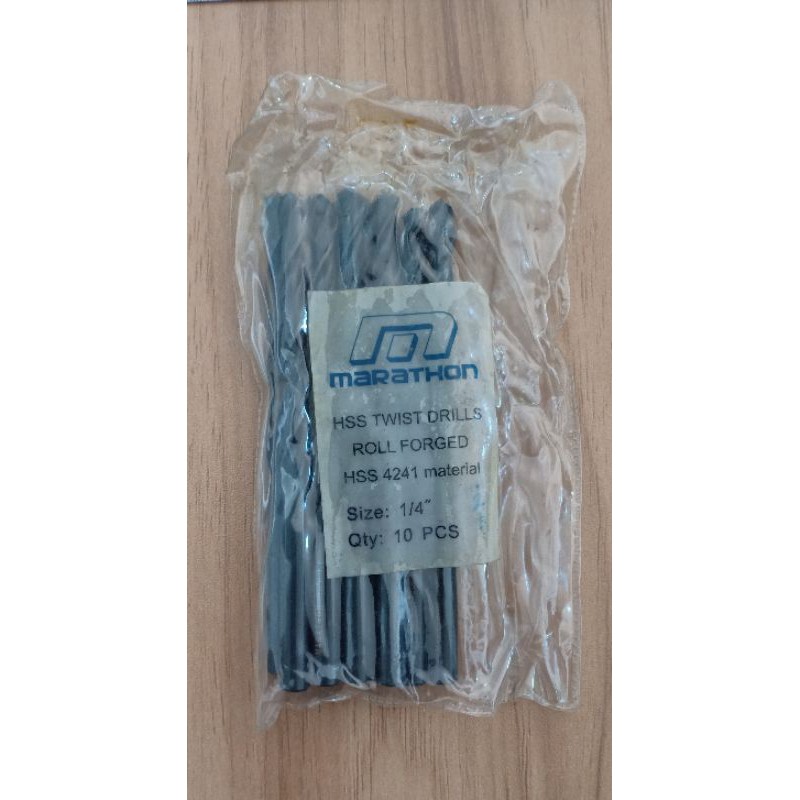 marathon
HSS TWIST DRILLS
ROLL FORGED
HSS 4241 material
Size: 1/4"
Qty: 10 PCS